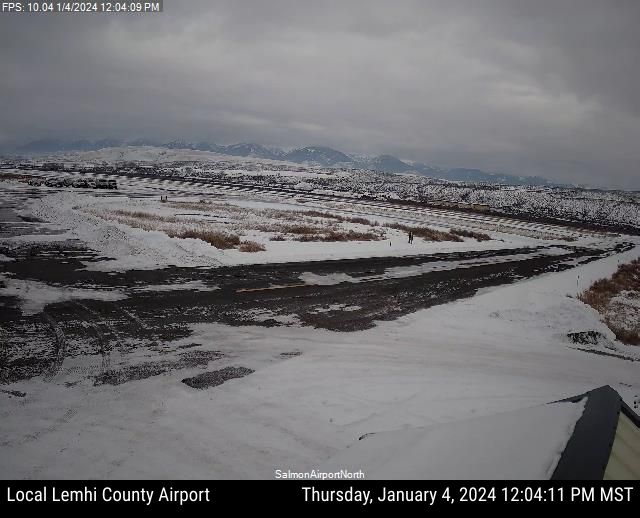 FPS: 10.04 1/4/2024 12:04:09 PM
SalmonAirportNorth
Local Lemhi County Airport Thursday, January 4, 2024 12:04:11 PM MST